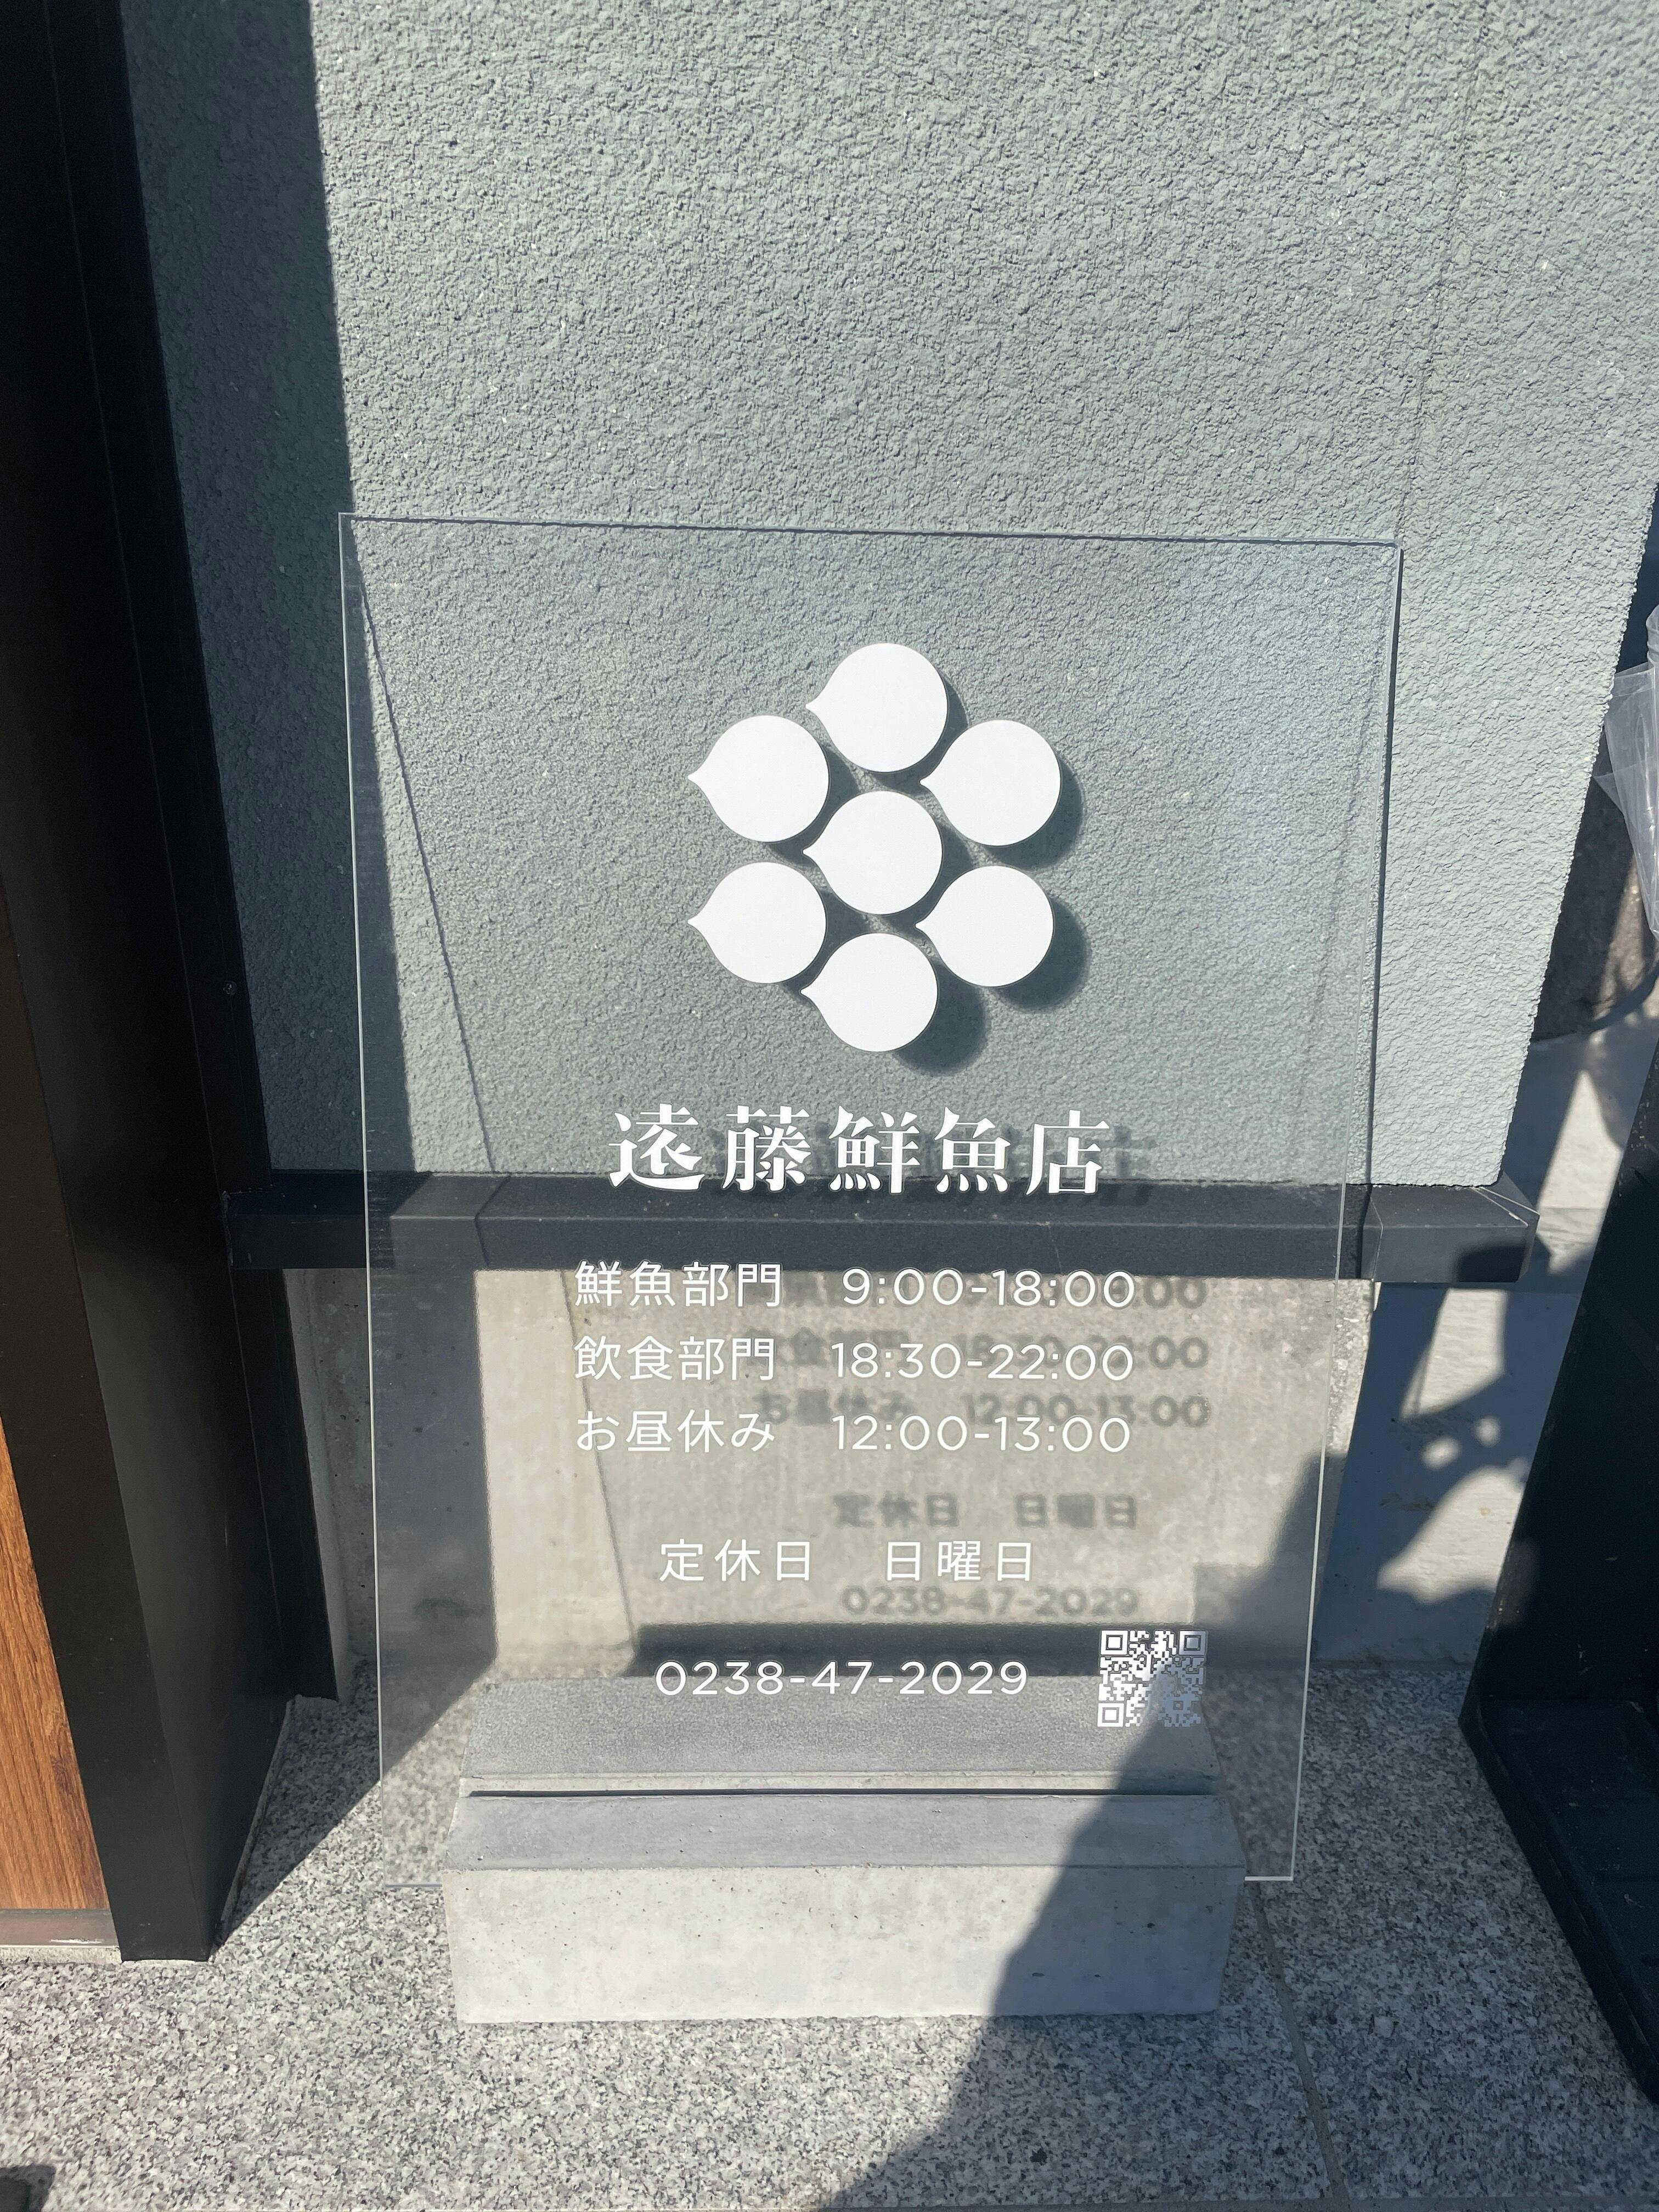 遠藤鮮魚店
鮮魚部門 9:00-18:00
飲食部門 18:30-22:00
お昼休み 12:00-13:00
定休日 日曜日
0238-47-2029